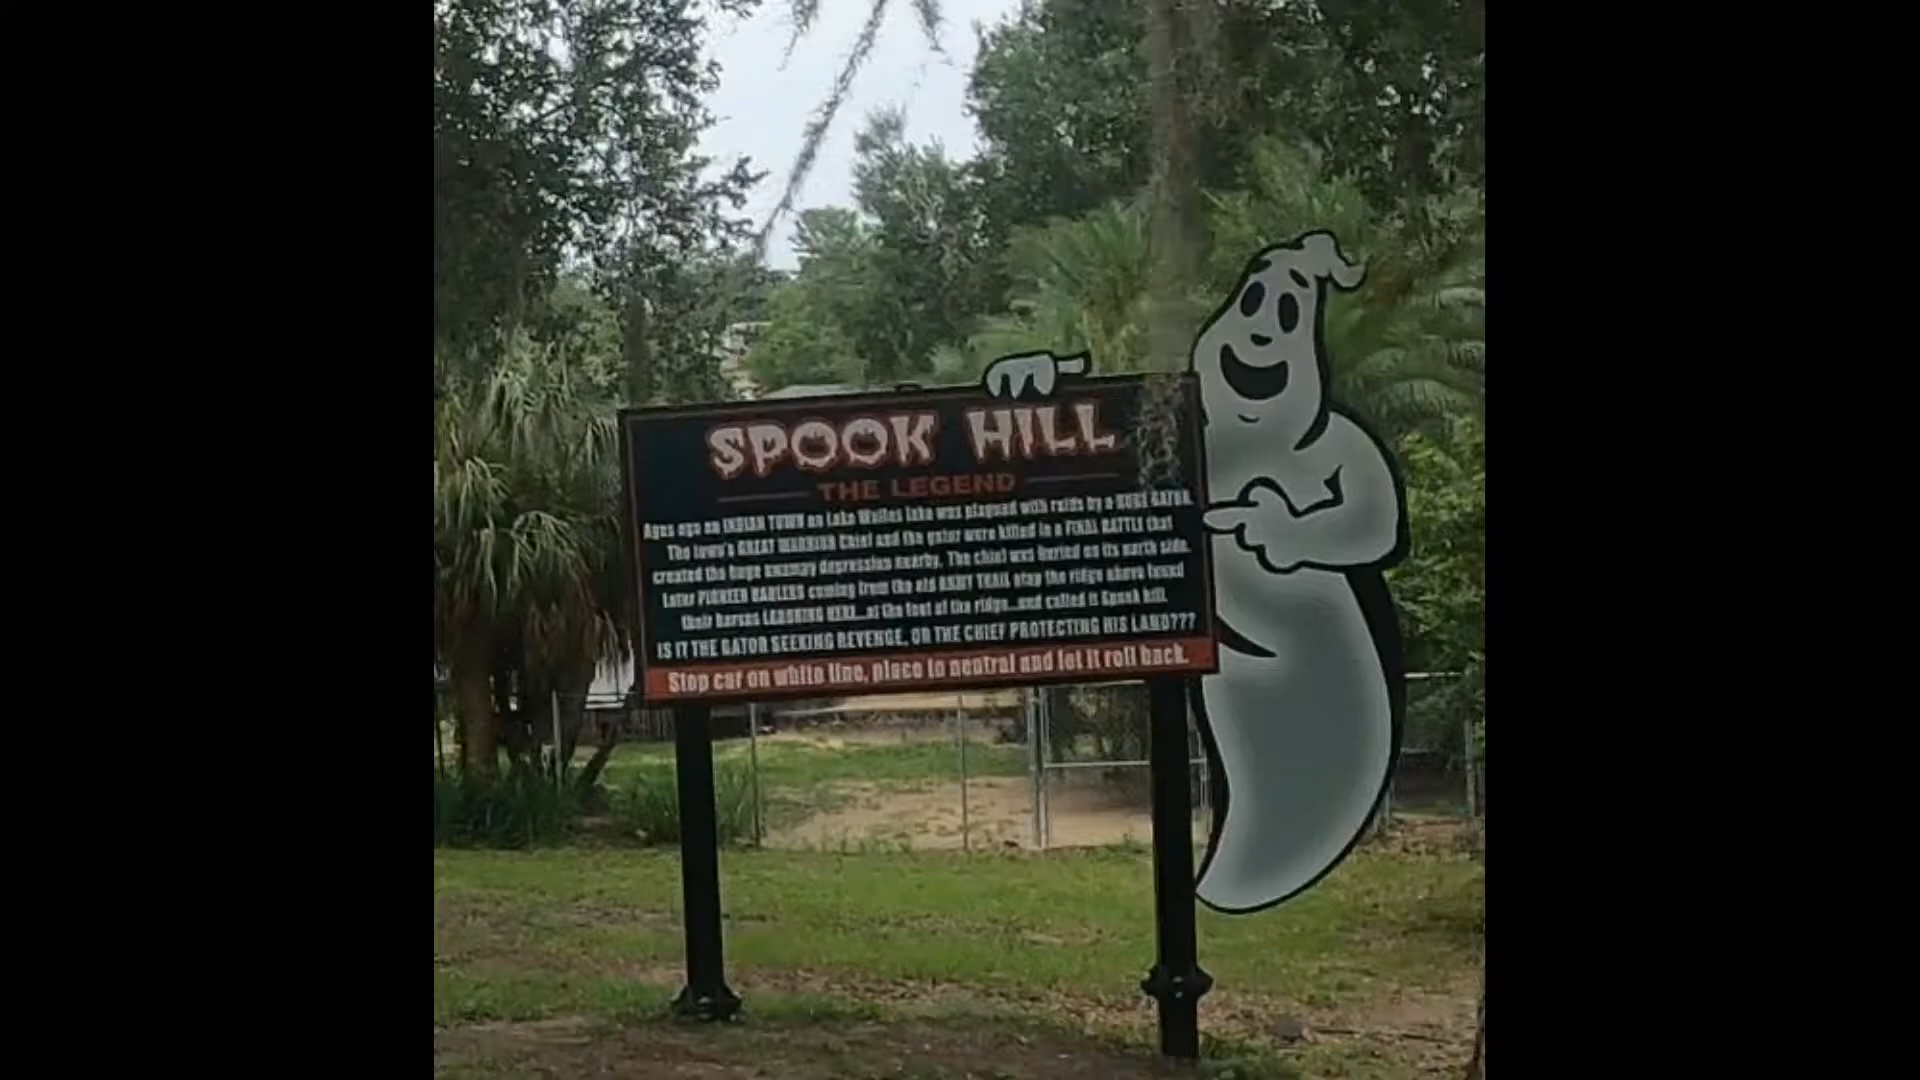 SPOOK HILL
THE LEGEND
Ages ago an INDIAN TOWN on Lake Wailes lake was plagued with raids by a HUGE GATOR.
The town's GREAT WARRIOR Chief and the gator were killed in a FINAL BATTLE that
created the huge swampy depression nearby. The chief was buried on its north side.
Later PIONEER HAULERS coming from the old ARMY TRAIL atop the ridge above found
their horses LABORING HERE...at the foot of the ridge...and called it Spook hill.
IS IT THE GATOR SEEKING REVENGE, OR THE CHIEF PROTECTING HIS LAND???
Stop car on white line, place in neutral and let it roll back.